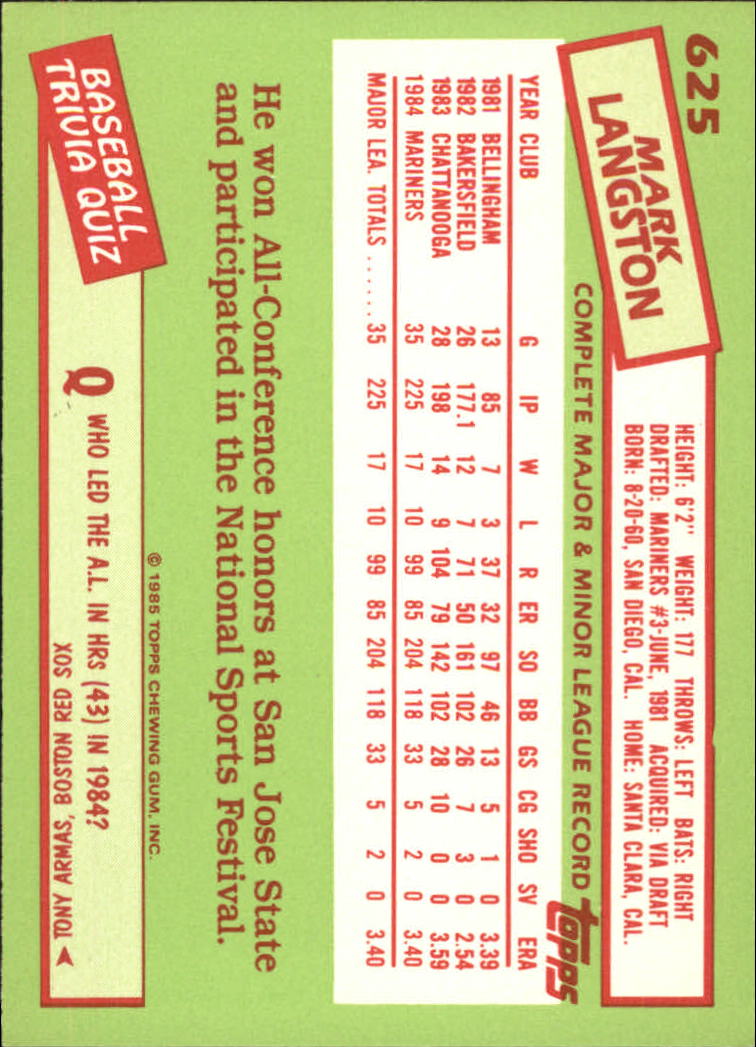 625
MARK
LANGSTON
HEIGHT: 6'2" WEIGHT: 177 THROWS: LEFT BATS: RIGHT
DRAFTED: MARINERS #3-JUNE, 1981 ACQUIRED: VIA DRAFT
BORN: 8-20-60, SAN DIEGO, CAL. HOME: SANTA CLARA, CAL.
COMPLETE MAJOR & MINOR LEAGUE RECORD
topps
YEAR CLUB G IP W L R ER SO BB GS CG SHO SV ERA
1981 BELLINGHAM 13 85 7 3 37 32 97 46 13 5 1 0 3.39
1982 BAKERSFIELD 26 177.1 12 7 71 50 161 102 26 7 3 0 2.54
1983 CHATTANOOGA 28 198 14 9 104 79 142 102 28 10 0 0 3.59
1984 MARINERS 35 225 17 10 99 85 204 118 33 5 2 0 3.40
MAJOR LEA. TOTALS ...... 35 225 17 10 99 85 204 118 33 5 2 0 3.40
He won All-Conference honors at San Jose State
and participated in the National Sports Festival.
© 1985 TOPPS CHEWING GUM, INC.
BASEBALL
TRIVIA QUIZ
Q WHO LED THE A.L. IN HRS (43) IN 1984?
TONY ARMAS, BOSTON RED SOX